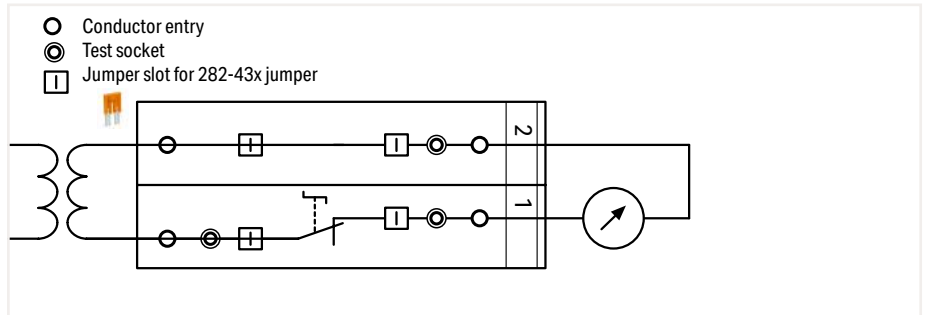 Conductor entry
Test socket
Jumper slot for 282-43x jumper
2
1